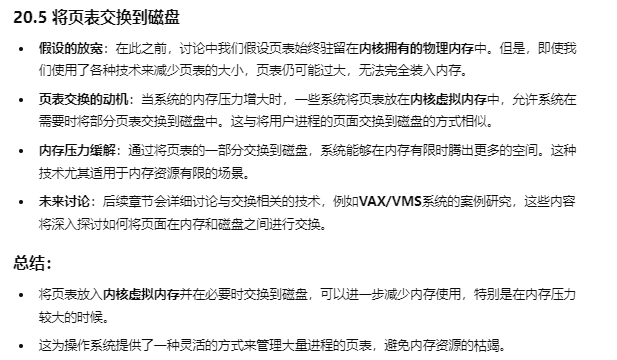 20.5 将页表交换到磁盘
• 假设的放宽：在此之前，讨论中我们假设页表始终驻留在内核拥有的物理内存中。但是，即使我
们使用了各种技术来减少页表的大小，页表仍可能过大，无法完全装入内存。
• 页表交换的动机：当系统的内存压力增大时，一些系统将页表放在内核虚拟内存中，允许系统在
需要时将部分页表交换到磁盘中。这与将用户进程的页面交换到磁盘的方式相似。
• 内存压力缓解：通过将页表的一部分交换到磁盘，系统能够在内存有限时腾出更多的空间。这种
技术尤其适用于内存资源有限的场景。
• 未来讨论：后续章节会详细讨论与交换相关的技术，例如VAX/VMS系统的案例研究，这些内容
将深入探讨如何将页面在内存和磁盘之间进行交换。
总结：
• 将页表放入内核虚拟内存并在必要时交换到磁盘，可以进一步减少内存使用，特别是在内存压力
较大的时候。
• 这为操作系统提供了一种灵活的方式来管理大量进程的页表，避免内存资源的枯竭。